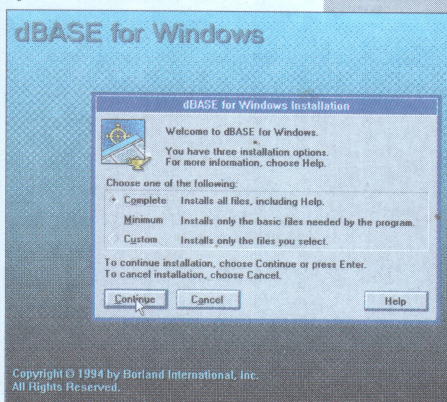 dBASE for Windows
dBASE for Windows Installation
Welcome to dBASE for Windows.
You have three installation options.
For more information, choose Help.
Choose one of the following:
Complete Installs all files, including Help.
Minimum Installs only the basic files needed by the program.
Custom Installs only the files you select.
To continue installation, choose Continue or press Enter.
To cancel installation, choose Cancel.
Continue Cancel Help
Copyright © 1994 by Borland International, Inc.
All Rights Reserved.